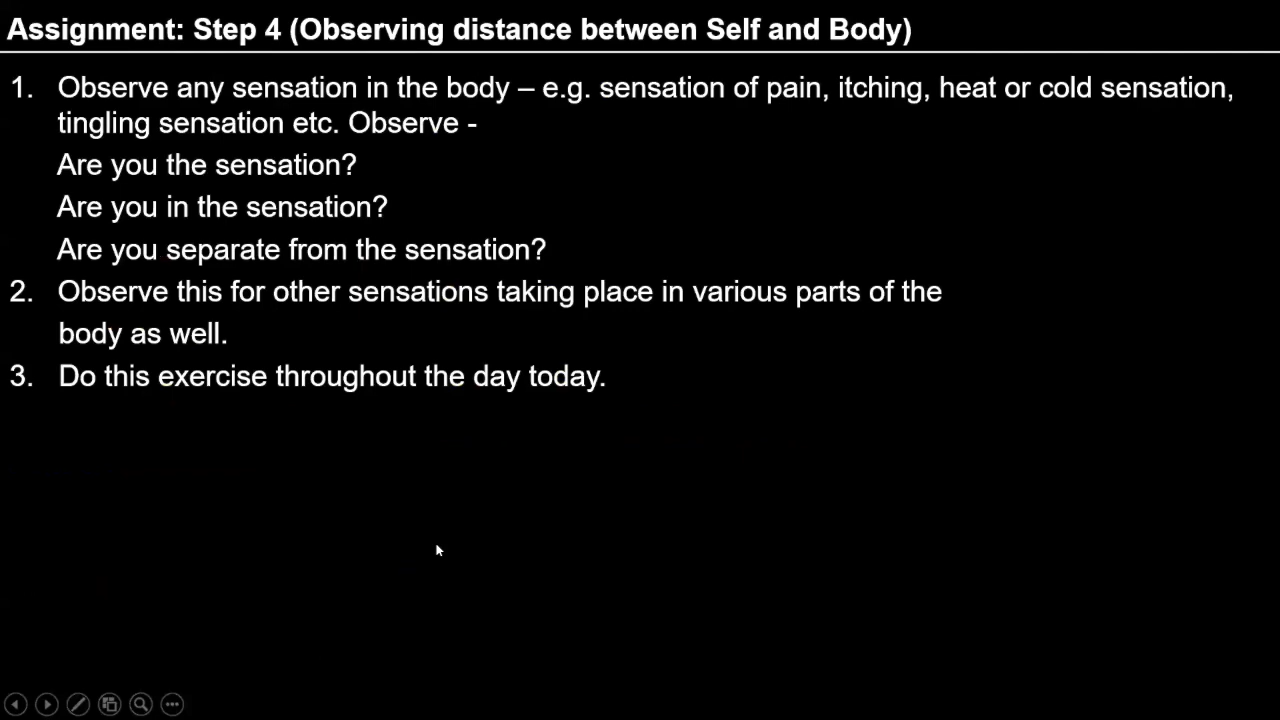 Assignment: Step 4 (Observing distance between Self and Body)
1. Observe any sensation in the body – e.g. sensation of pain, itching, heat or cold sensation,
tingling sensation etc. Observe -
Are you the sensation?
Are you in the sensation?
Are you separate from the sensation?
2. Observe this for other sensations taking place in various parts of the
body as well.
3. Do this exercise throughout the day today.